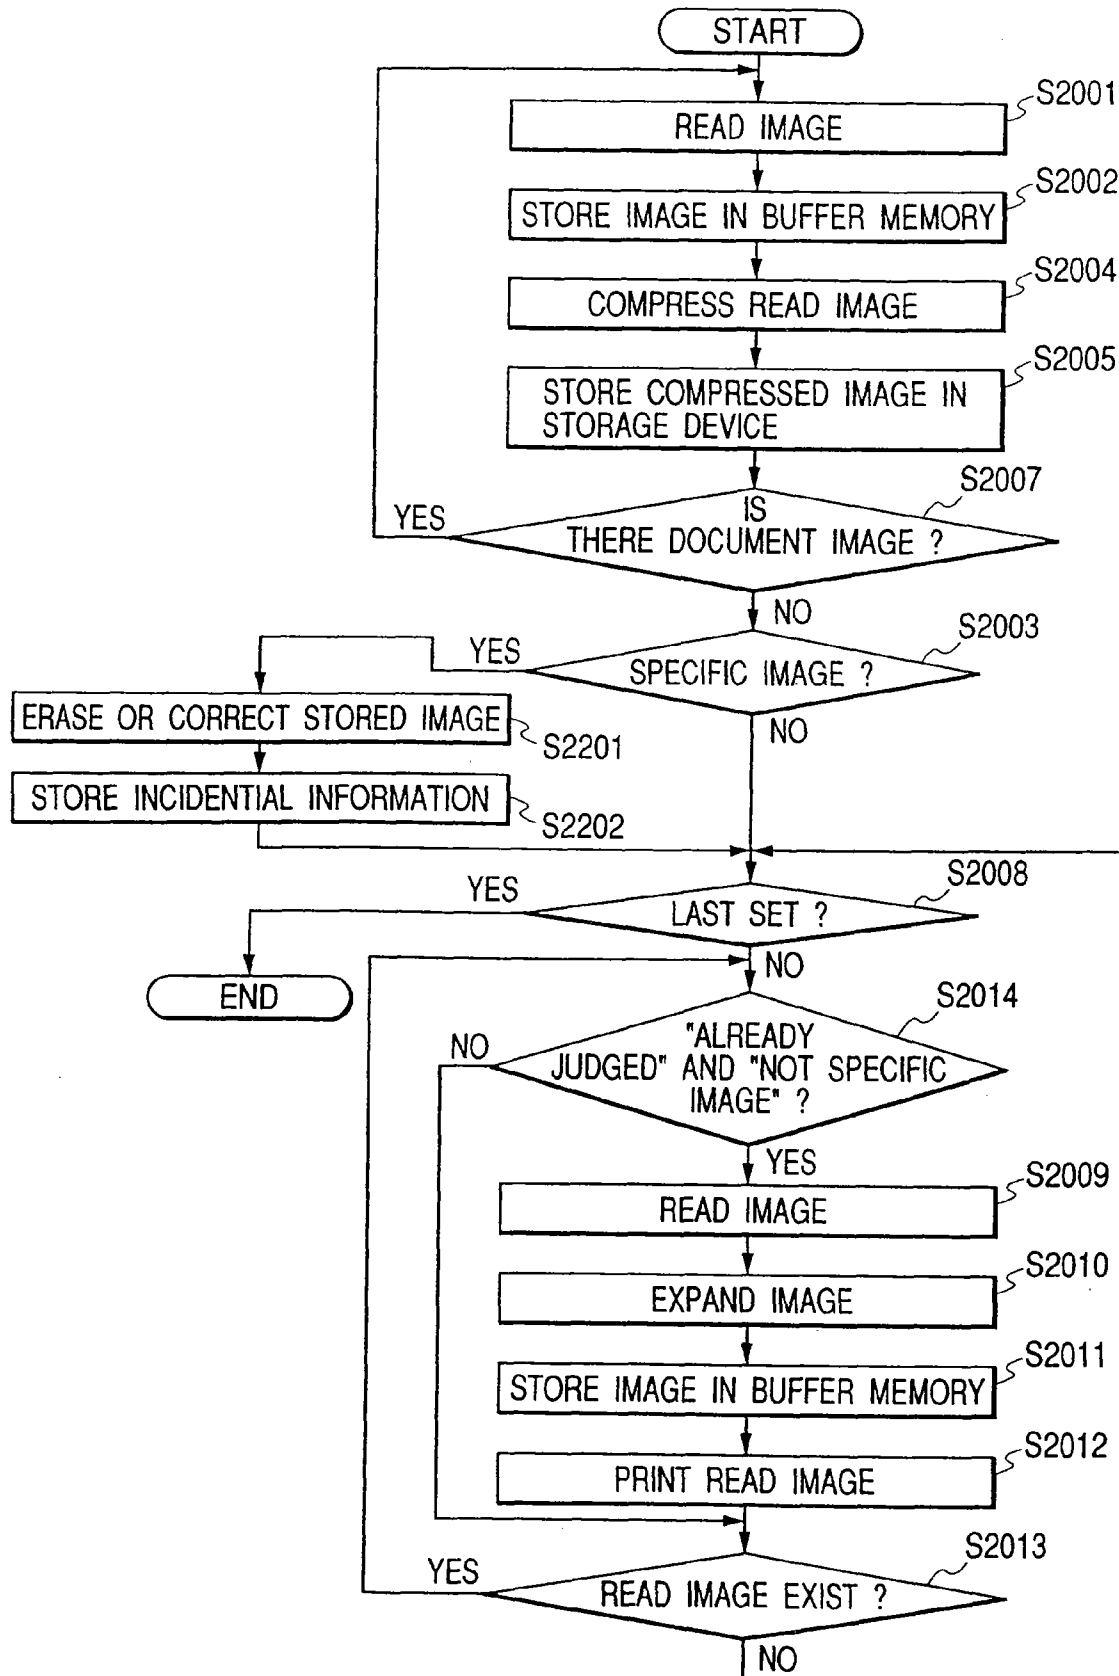 START
S2001
READ IMAGE
S2002
STORE IMAGE IN BUFFER MEMORY
S2004
COMPRESS READ IMAGE
S2005
STORE COMPRESSED IMAGE IN
STORAGE DEVICE
S2007
IS
THERE DOCUMENT IMAGE ?
YES
NO
S2003
SPECIFIC IMAGE ?
YES
NO
ERASE OR CORRECT STORED IMAGE
S2201
STORE INCIDENTIAL INFORMATION
S2202
S2008
LAST SET ?
YES
NO
END
S2014
"ALREADY
JUDGED" AND "NOT SPECIFIC
IMAGE" ?
NO
YES
S2009
READ IMAGE
S2010
EXPAND IMAGE
S2011
STORE IMAGE IN BUFFER MEMORY
S2012
PRINT READ IMAGE
S2013
READ IMAGE EXIST ?
YES
NO